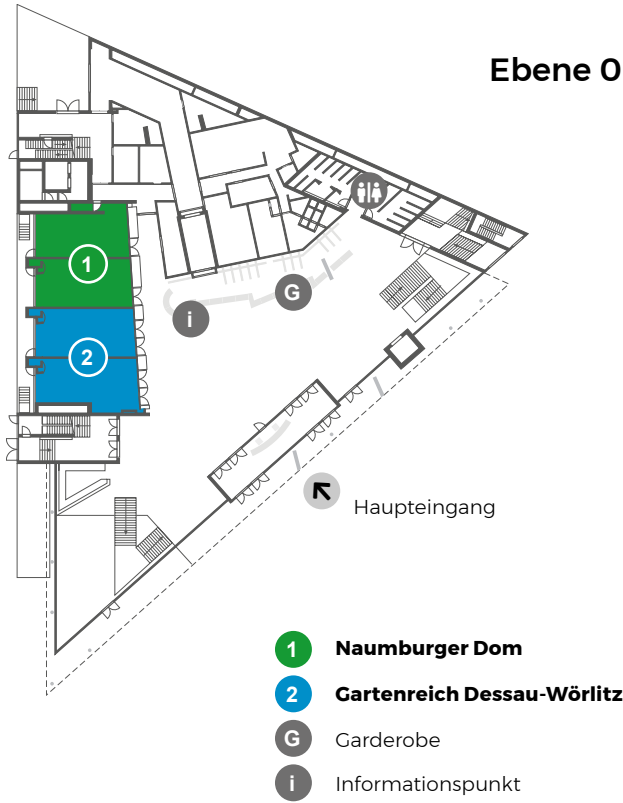 Ebene 0
1
G
i
2
Haupteingang
1 Naumburger Dom
2 Gartenreich Dessau-Wörlitz
G Garderobe
i Informationspunkt